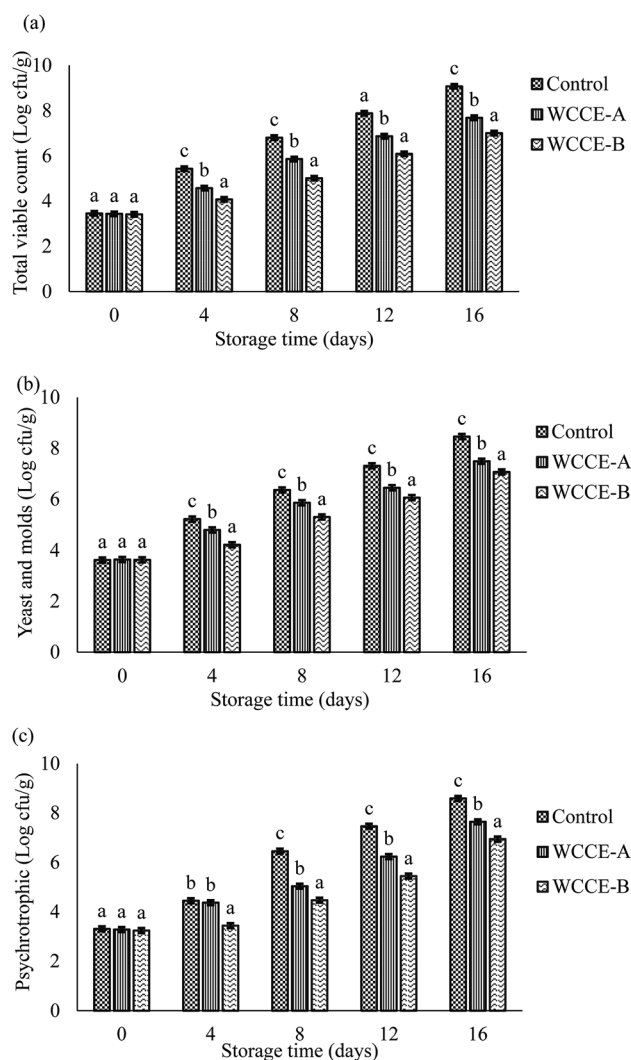 (a)
Total viable count (Log cfu/g)
10
8
6
4
2
0
a a a
c b a
c b a
a b a
c b a
0 4 8 12 16
Storage time (days)
Control
WCCE-A
WCCE-B
(b)
Yeast and molds (Log cfu/g)
10
8
6
4
2
0
a a a
c b a
c b a
c b a
c b a
0 4 8 12 16
Storage time (days)
Control
WCCE-A
WCCE-B
(c)
Psychrotrophic (Log cfu/g)
10
8
6
4
2
0
a a a
b b a
c b a
c b a
c b a
0 4 8 12 16
Storage time (days)
Control
WCCE-A
WCCE-B